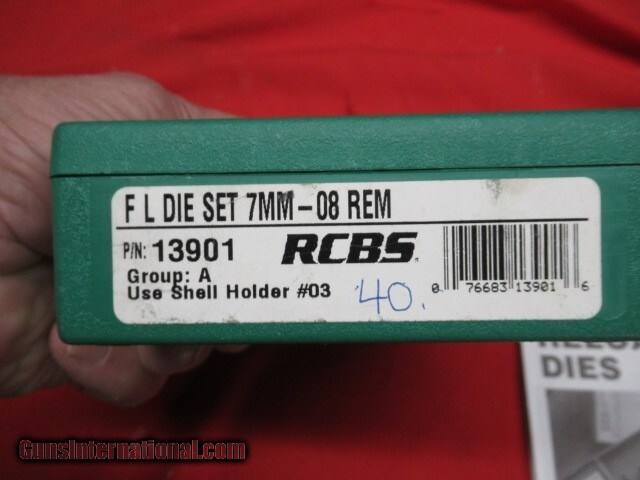 F L DIE SET 7MM-08 REM
P/N: 13901 RCBS
Group: A
Use Shell Holder #03 40.
0 76683 13901 6
DIES
GunsInternational.com